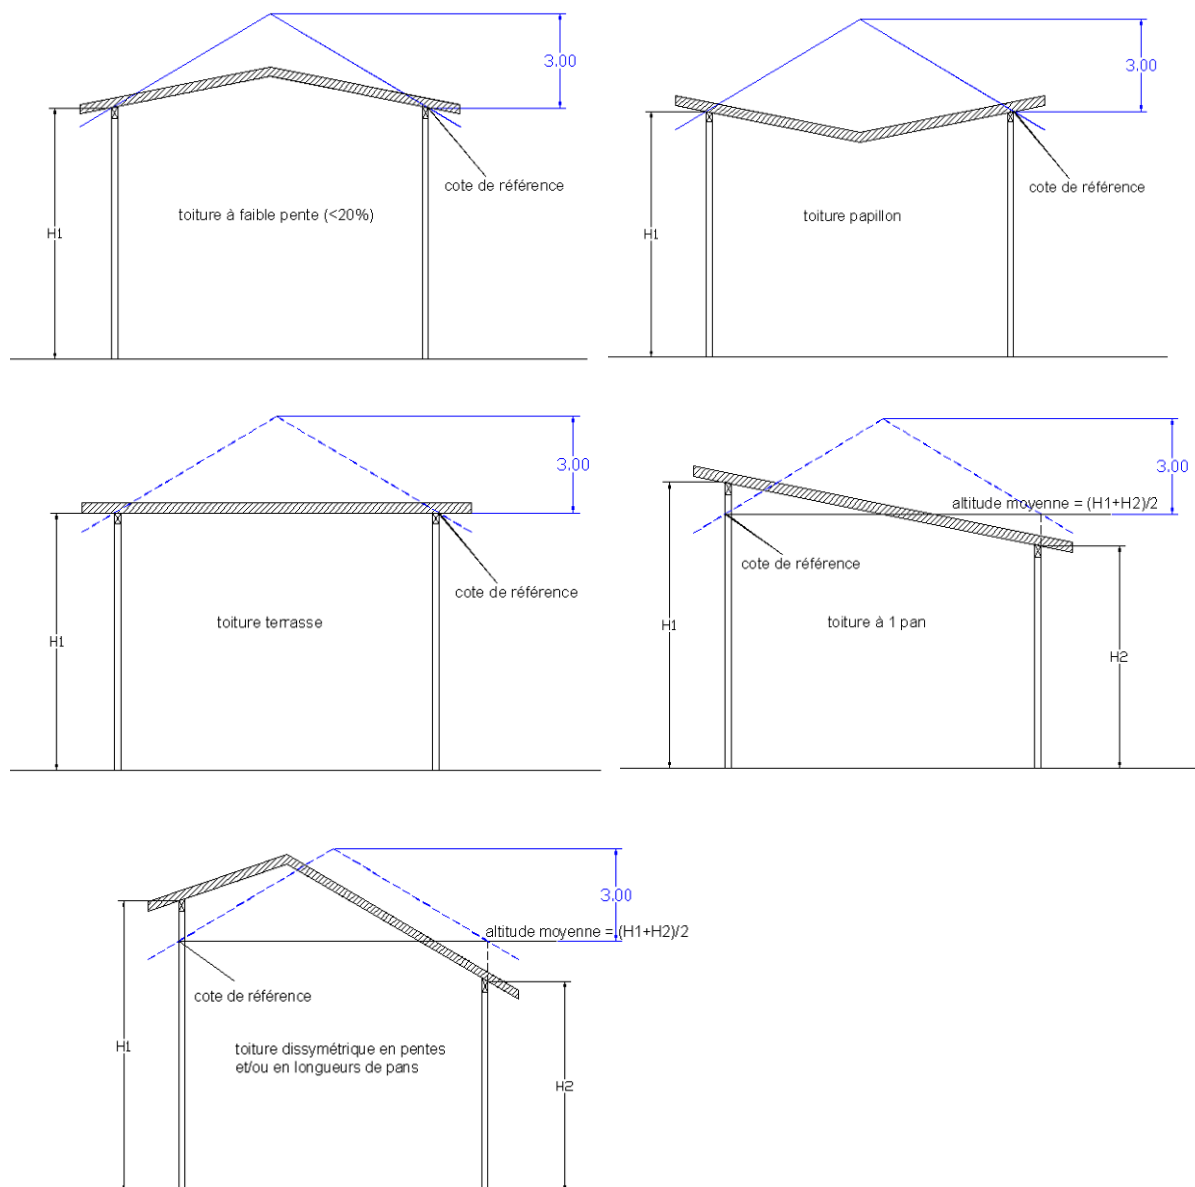 3.00
cote de référence
toiture à faible pente (<20%)
H1
3.00
cote de référence
toiture papillon
H1
3.00
cote de référence
toiture terrasse
H1
3.00
altitude moyenne = (H1+H2)/2
cote de référence
toiture à 1 pan
H1
H2
3.00
altitude moyenne = (H1+H2)/2
cote de référence
toiture dissymétrique en pentes
et/ou en longueurs de pans
H1
H2